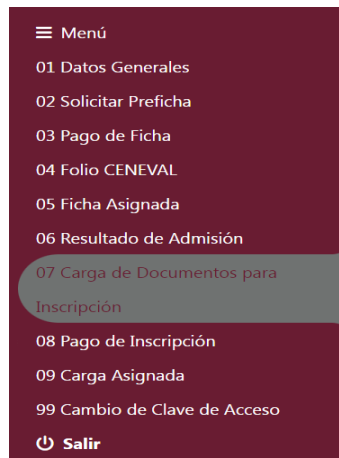 Menú
01 Datos Generales
02 Solicitar Preficha
03 Pago de Ficha
04 Folio CENEVAL
05 Ficha Asignada
06 Resultado de Admisión
07 Carga de Documentos para
Inscripción
08 Pago de Inscripción
09 Carga Asignada
99 Cambio de Clave de Acceso
Salir